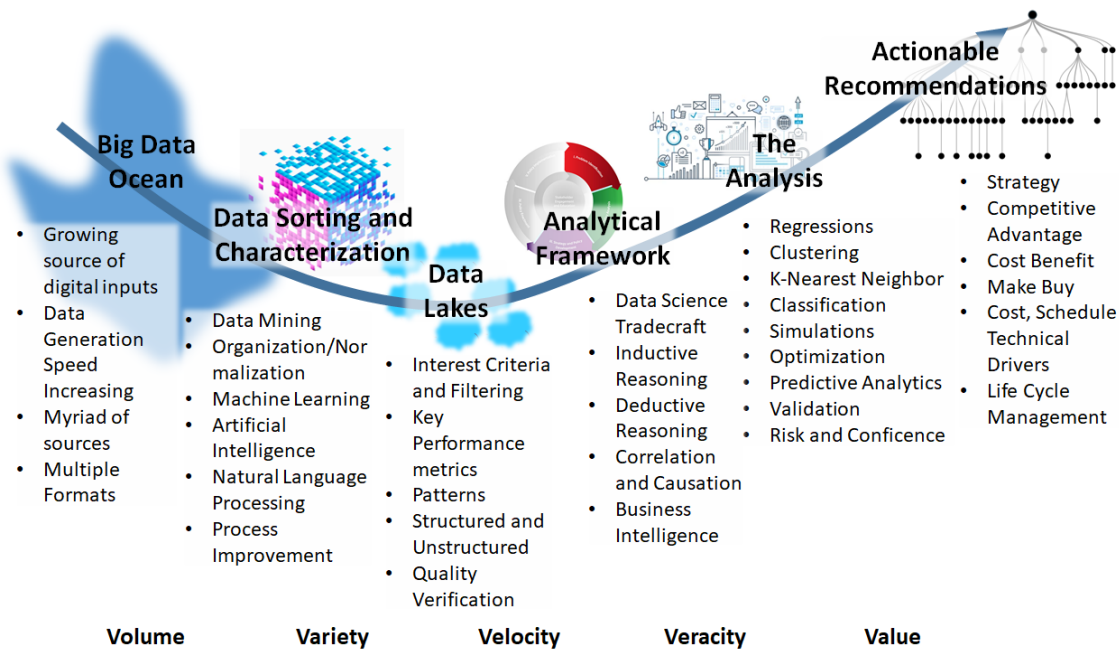 Big Data
Ocean
• Growing
source of
digital inputs
• Data
Generation
Speed
Increasing
• Myriad of
sources
• Multiple
Formats
Data Sorting and
Characterization
• Data Mining
• Organization/Nor
malization
• Machine Learning
• Artificial
Intelligence
• Natural Language
Processing
• Process
Improvement
Data
Lakes
• Interest Criteria
and Filtering
• Key
Performance
metrics
• Patterns
• Structured and
Unstructured
• Quality
Verification
Analytical
Framework
• Data Science
Tradecraft
• Inductive
Reasoning
• Deductive
Reasoning
• Correlation
and Causation
• Business
Intelligence
The
Analysis
• Regressions
• Clustering
• K-Nearest Neighbor
• Classification
• Simulations
• Optimization
• Predictive Analytics
• Validation
• Risk and Conficence
Actionable
Recommendations
• Strategy
• Competitive
Advantage
• Cost Benefit
• Make Buy
• Cost, Schedule
Technical
Drivers
• Life Cycle
Management
Volume
Variety
Velocity
Veracity
Value